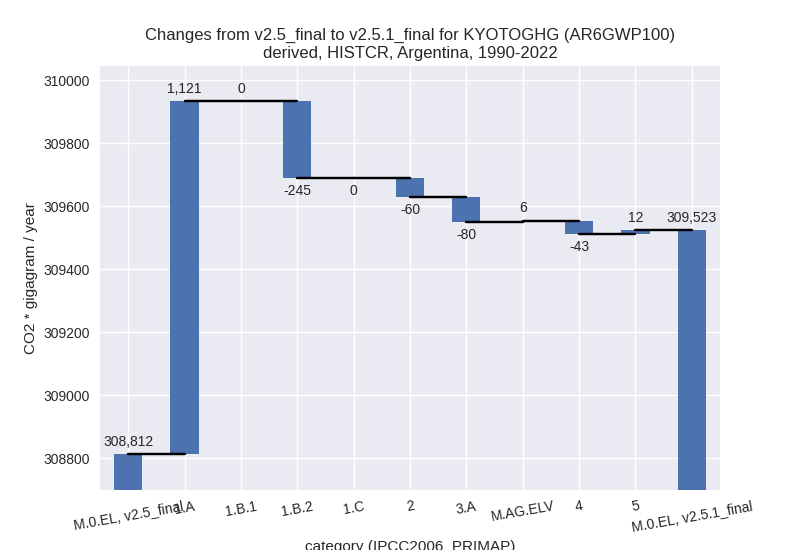 Changes from v2.5_final to v2.5.1_final for KYOTOGHG (AR6GWP100)
derived, HISTCR, Argentina, 1990-2022
310000
309800
309600
309400
309200
309000
308800
CO2 * gigagram / year
308,812
1,121
0
-245
0
-60
-80
6
-43
12
309,523
M.0.EL, v2.5_final
1.A
1.B.1
1.B.2
1.C
2
3.A
M.AG.ELV
4
5
M.0.EL, v2.5.1_final
category (IPCC2006_PRIMAP)